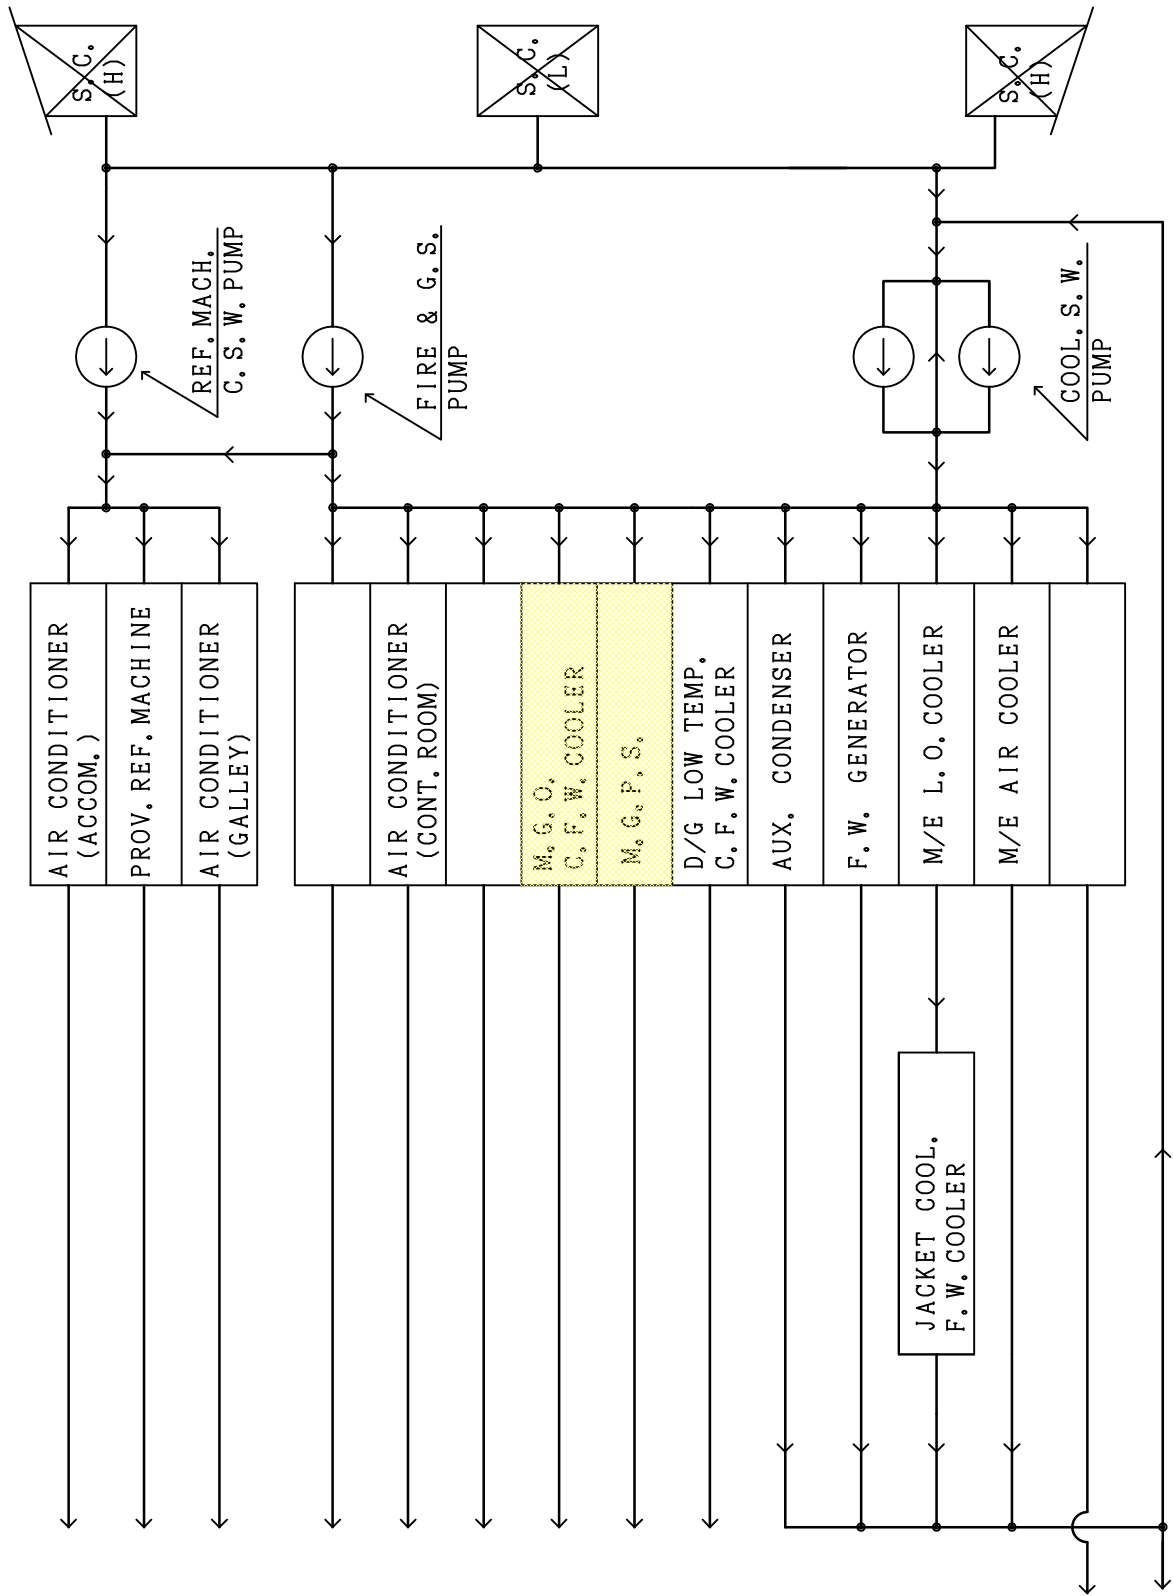 S. C.
(H)
S. C.
(L)
S. C.
(H)
REF. MACH.
C. S. W. PUMP
FIRE & G.S.
PUMP
COOL. S. W.
PUMP
AIR CONDITIONER
(ACCOM.)
PROV. REF. MACHINE
AIR CONDITIONER
(GALLEY)
AIR CONDITIONER
(CONT. ROOM)
M. G. O.
C. F. W. COOLER
M. G. P. S.
D/G LOW TEMP.
C. F. W. COOLER
AUX. CONDENSER
F. W. GENERATOR
M/E L. O. COOLER
M/E AIR COOLER
JACKET COOL.
F. W. COOLER